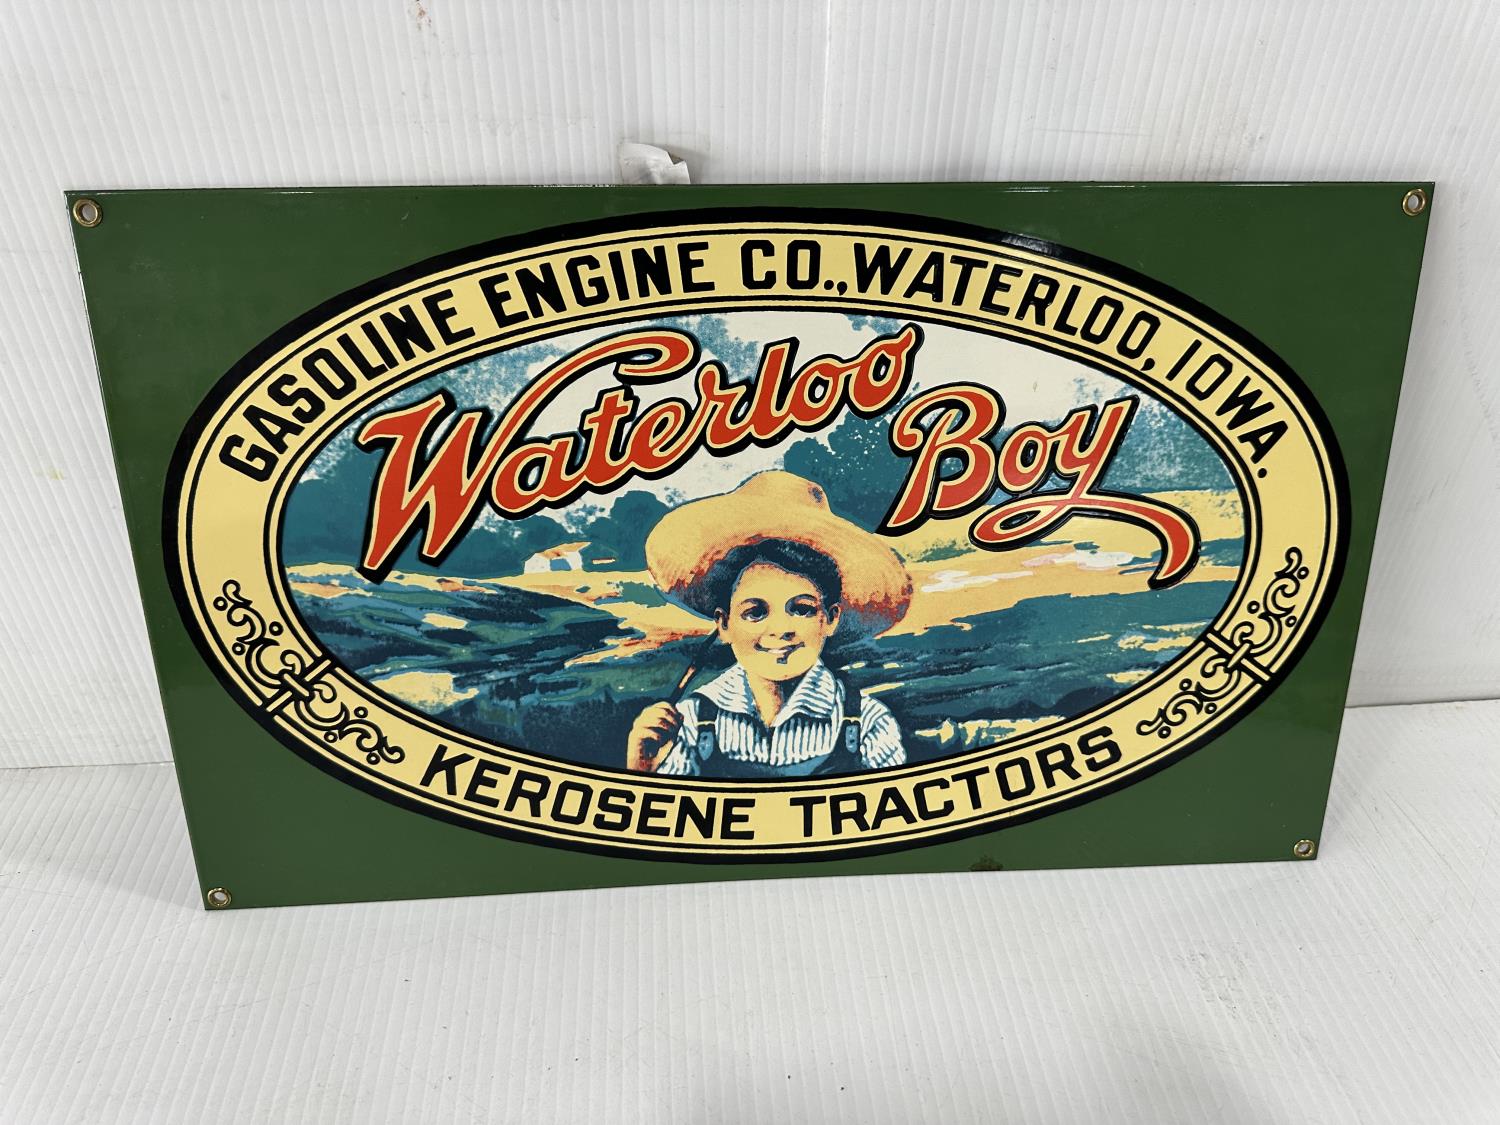 GASOLINE ENGINE CO., WATERLOO, IOWA.
Waterloo Boy
KEROSENE TRACTORS